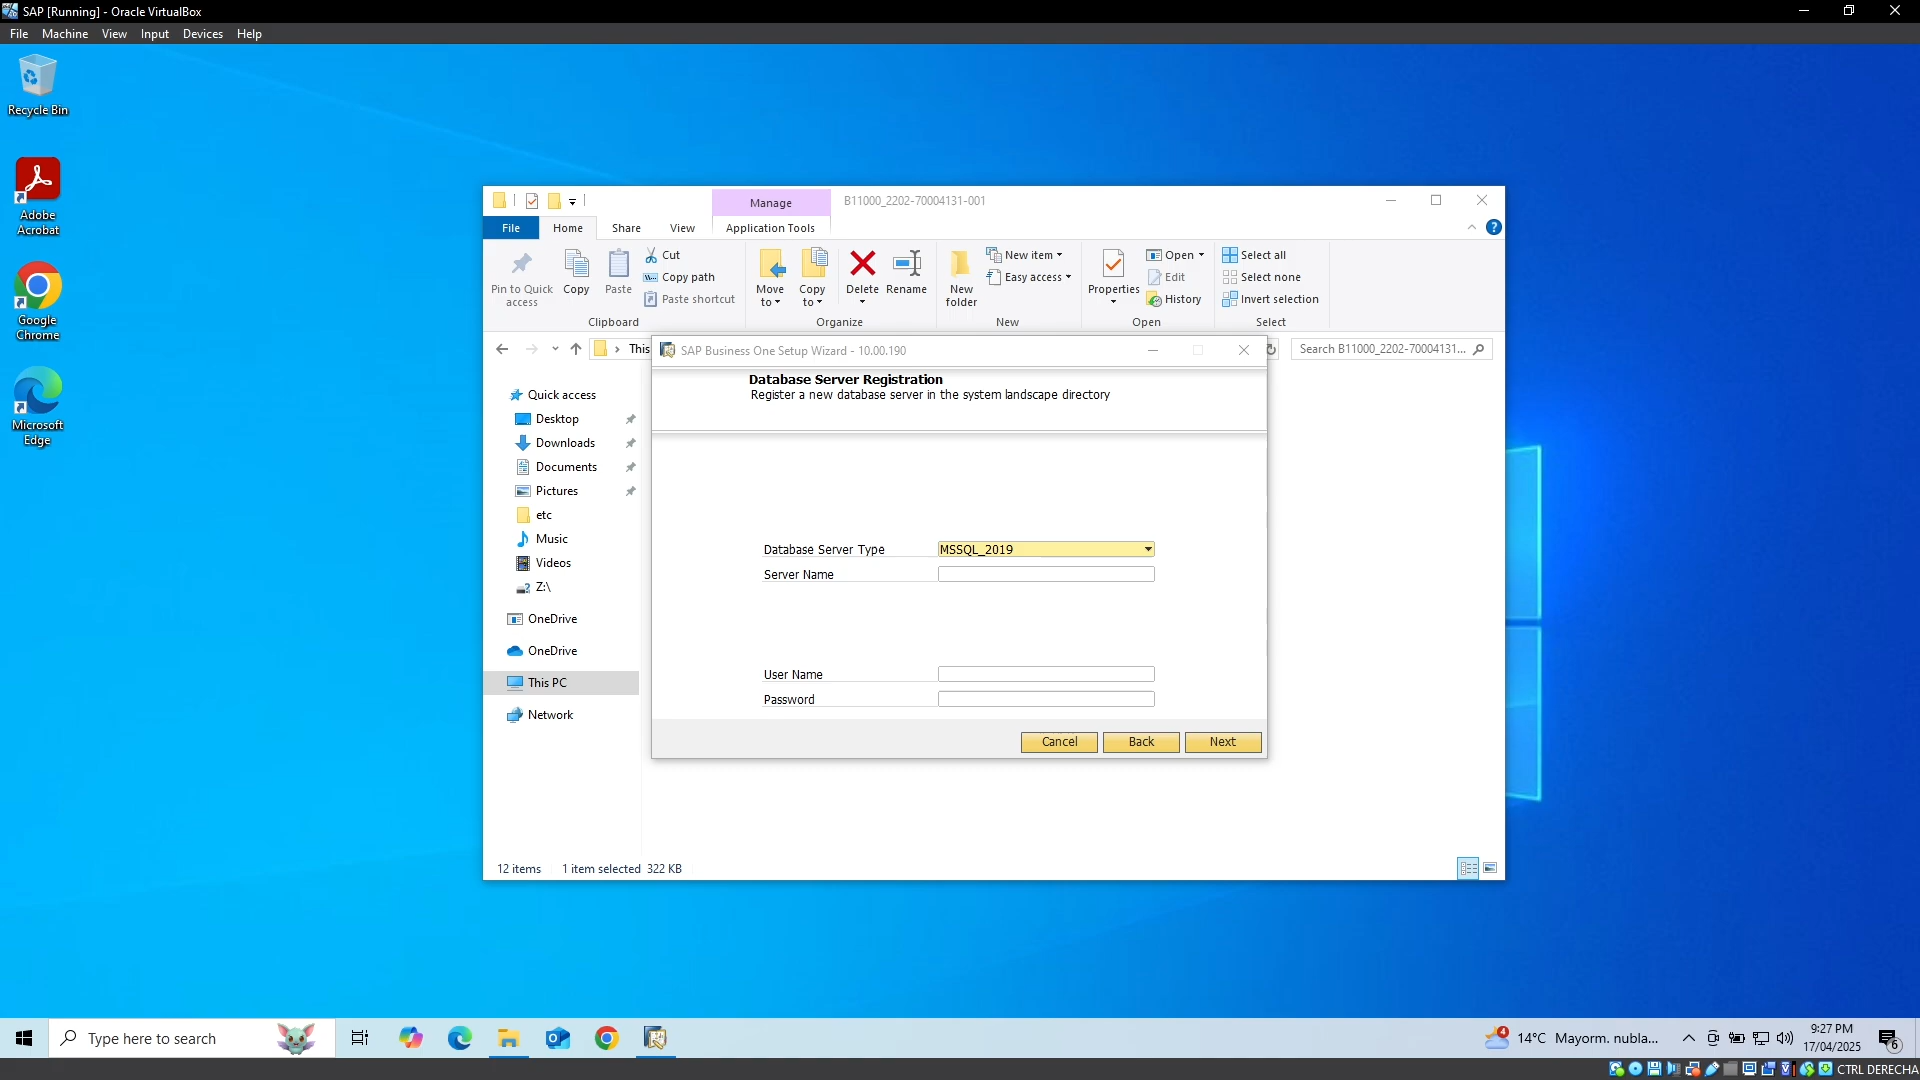 SAP [Running] - Oracle VirtualBox
File Machine View Input Devices Help
Recycle Bin
Adobe
Acrobat
Google
Chrome
Microsoft
Edge
Manage
B11000_2202-70004131-001
File Home Share View Application Tools
Pin to Quick
access
Copy
Paste
Cut
Copy path
Paste shortcut
Clipboard
Move
to
Copy
to
Delete
Rename
Organize
New
folder
New item
Easy access
New
Properties
Open
Edit
History
Open
Select all
Select none
Invert selection
Select
This
Search B11000_2202-70004131...
Quick access
Desktop
Downloads
Documents
Pictures
etc
Music
Videos
Z:\
OneDrive
OneDrive
This PC
Network
SAP Business One Setup Wizard - 10.00.190
Database Server Registration
Register a new database server in the system landscape directory
Database Server Type MSSQL_2019
Server Name
User Name
Password
Cancel Back Next
12 items 1 item selected 322 KB
Type here to search
4
14°C Mayorm. nubla...
9:27 PM
17/04/2025
6
CTRL DERECHA